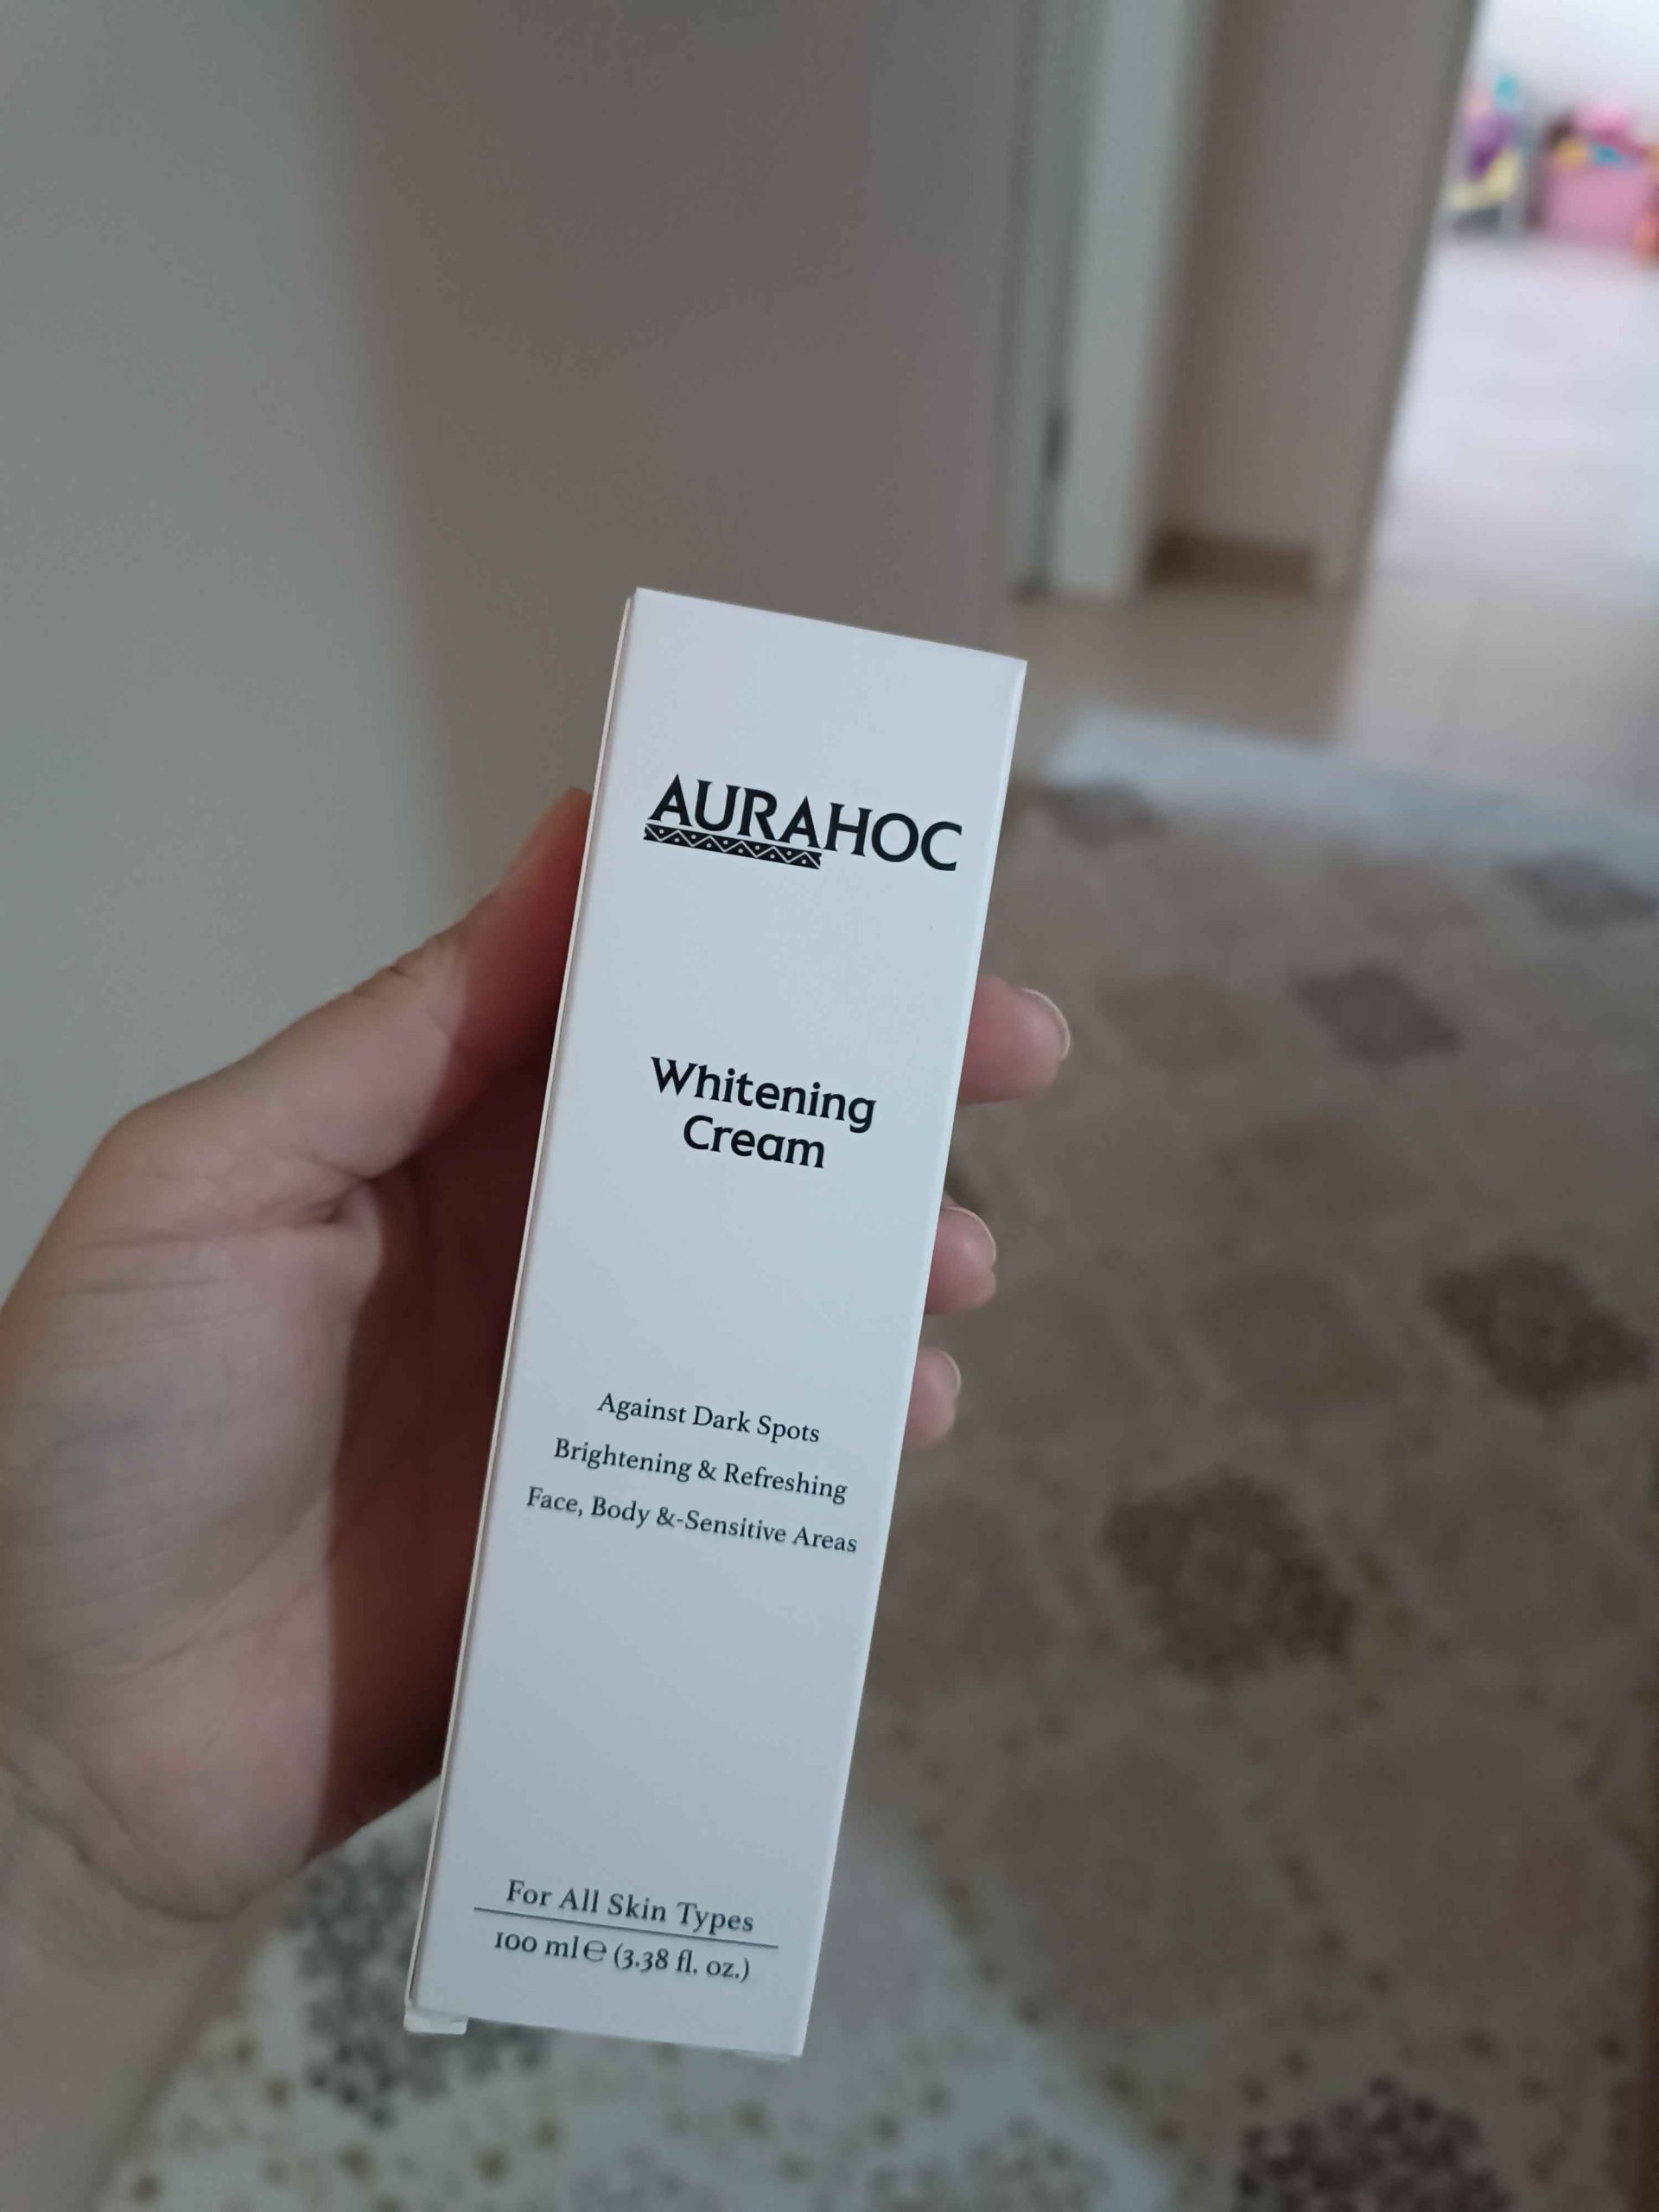 AURAHOC
Whitening
Cream
Against Dark Spots
Brightening & Refreshing
Face, Body &-Sensitive Areas
For All Skin Types
100 ml ℮ (3.38 fl. oz.)